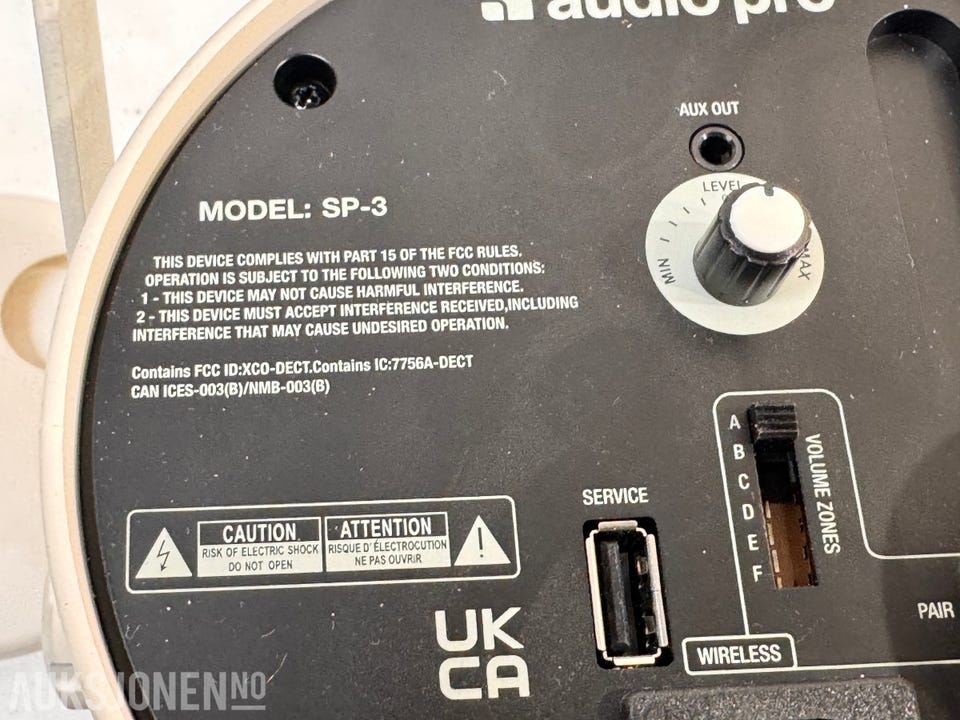 audio pro
AUX OUT
LEVEL
MIN
MAX
MODEL: SP-3
THIS DEVICE COMPLIES WITH PART 15 OF THE FCC RULES.
OPERATION IS SUBJECT TO THE FOLLOWING TWO CONDITIONS:
1 - THIS DEVICE MAY NOT CAUSE HARMFUL INTERFERENCE.
2 - THIS DEVICE MUST ACCEPT INTERFERENCE RECEIVED,INCLUDING
INTERFERENCE THAT MAY CAUSE UNDESIRED OPERATION.
Contains FCC ID:XCO-DECT.Contains IC:7756A-DECT
CAN ICES-003(B)/NMB-003(B)
A
B
C
D
E
F
VOLUME ZONES
SERVICE
CAUTION
RISK OF ELECTRIC SHOCK
DO NOT OPEN
ATTENTION
RISQUE D'ÉLECTROCUTION
NE PAS OUVRIR
UK
CA
WIRELESS
PAIR
AUKSJONEN.NO